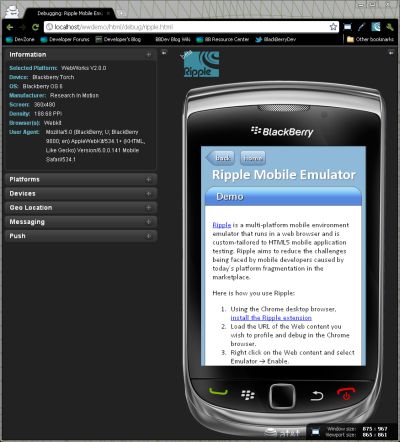 Debugging: Ripple Mobile Emu
localhost/wwdemo/html/debug/ripple.html
DevZone
Developer Forums
Developer's Blog
BBDev Blog
BB Resource Center
BlackBerryDev
Other bookmarks
Information
Selected Platform: WebWorks V2.0.0
Device: Blackberry Torch
OS: Blackberry OS 6
Manufacturer: Research In Motion
Screen: 360x480
Density: 188.68 PPI
Browser(s): Webkit
User Agent: Mozilla/5.0 (BlackBerry; U; BlackBerry
9800; en) AppleWebKit/534.1+ (KHTML,
Like Gecko) Version/6.0.0.141 Mobile
Safari/534.1
Platforms
Devices
Geo Location
Messaging
Push
Ripple
BlackBerry
back
home
Ripple Mobile Emulator
Demo
Ripple is a multi-platform mobile environment
emulator that runs in a web browser and is
custom-tailored to HTML5 mobile application
testing. Ripple aims to reduce the challenges
being faced by mobile developers caused by
today's platform fragmentation in the
marketplace.
Here is how you use Ripple:
1. Using the Chrome desktop browser,
install the Ripple extension
2. Load the URL of the Web content you
wish to profile and debug in the Chrome
browser.
3. Right click on the Web content and select
Emulator → Enable.
at&t
Window size: 875 x 967
Viewport size: 865 x 861